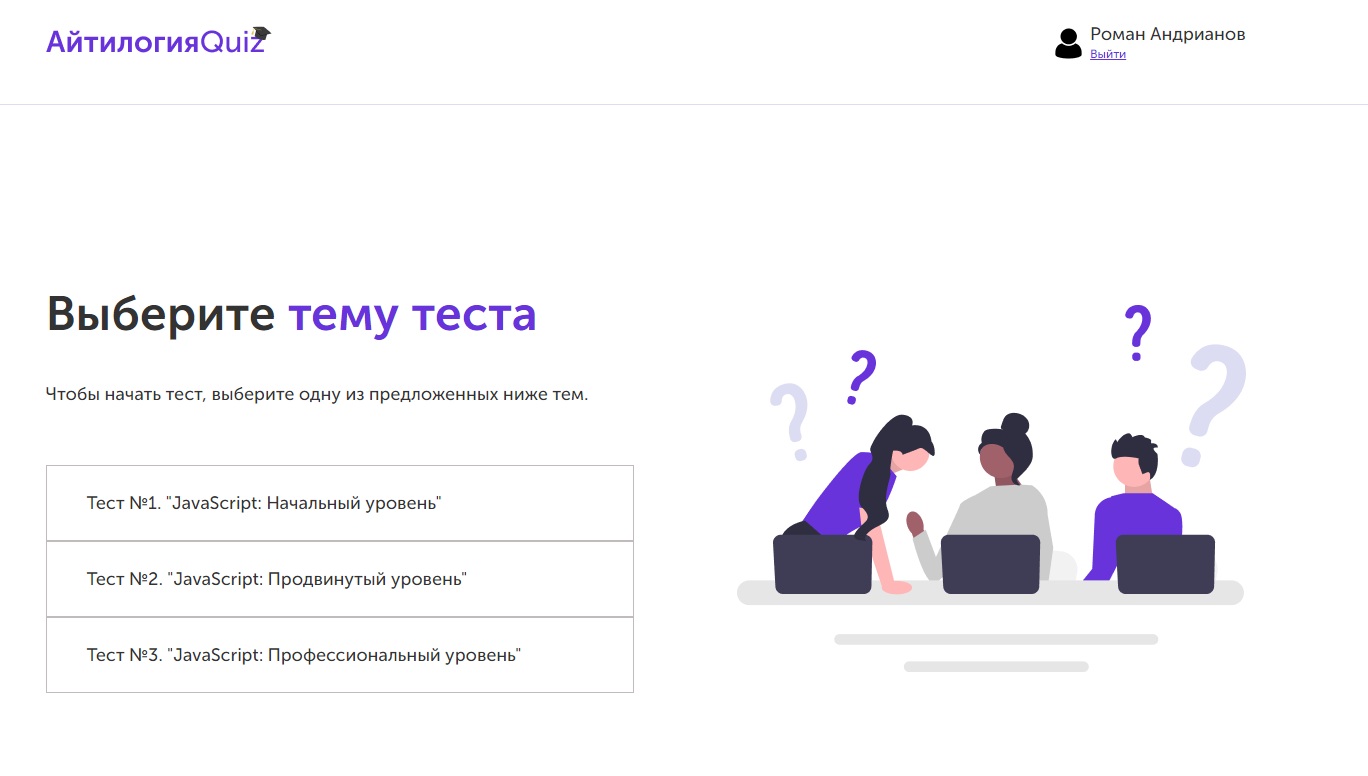 АйтилогияQuiz
Роман Андрианов
Выйти
Выберите тему теста
Чтобы начать тест, выберите одну из предложенных ниже тем.
Тест №1. "JavaScript: Начальный уровень"
Тест №2. "JavaScript: Продвинутый уровень"
Тест №3. "JavaScript: Профессиональный уровень"